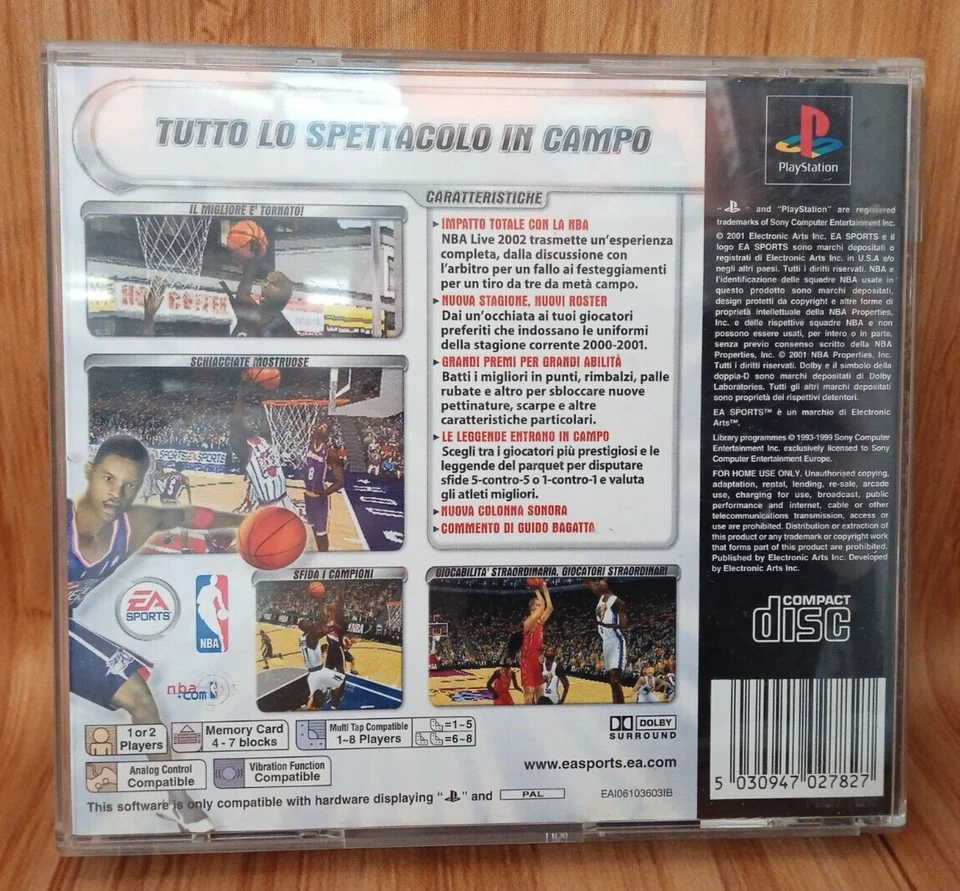 TUTTO LO SPETTACOLO IN CAMPO
IL MIGLIORE E' TORNATO!
SCHIACCIATE MOSTRUOSE
SPORTS EA SPORTS
8
CARATTERISTICHE
IMPATTO TOTALE CON LA NBA
NBA Live 2002 trasmette un'esperienza
completa, dalla discussione con
l'arbitro per un fallo ai festeggiamenti
per un tiro da tre da metà campo.
NUOVA STAGIONE, NUOVI ROSTER
Dai un'occhiata ai tuoi giocatori
preferiti che indossano le uniformi
della stagione corrente 2000-2001.
GRANDI PREMI PER GRANDI ABILITÀ
Batti i migliori in punti, rimbalzi, palle
rubate e altro per sbloccare nuove
pettinature, scarpe e altre
caratteristiche particolari.
LE LEGGENDE ENTRANO IN CAMPO
Scegli tra i giocatori più prestigiosi e le
leggende del parquet per disputare
sfide 5-contro-5 o 1-contro-1 e valuta
gli atleti migliori.
NUOVA COLONNA SONORA
COMMENTO DI GUIDO BAGATTA
SFIDA I CAMPIONI
GIOCABILITA' STRAORDINARIA, GIOCATORI STRAORDINARI
EA
SPORTS
NBA
nba
.com
1 or 2
Players
Memory Card
4 - 7 blocks
Multi Tap Compatible
1-8 Players
=1-5
=6-8
Analog Control
Compatible
Vibration Function
Compatible
DOLBY
SURROUND
www.easports.ea.com
This software is only compatible with hardware displaying " " and PAL
EAI06103603IB
PlayStation
" " and "PlayStation" are registered
trademarks of Sony Computer Entertainment Inc.
© 2001 Electronic Arts Inc. EA SPORTS e il
logo EA SPORTS sono marchi depositati o
registrati di Electronic Arts Inc. in U.S.A e/o
negli altri paesi. Tutti i diritti riservati. NBA e
l'identificazione delle squadre NBA usate in
questo prodotto sono marchi depositati,
design protetti da copyright e altre forme di
proprietà intellettuale della NBA Properties,
Inc. e delle rispettive squadre NBA e non
possono essere usati, per intero o in parte,
senza previo consenso scritto della NBA
Properties, Inc. © 2001 NBA Properties, Inc.
Tutti i diritti riservati. Dolby e il simbolo della
doppia-D sono marchi depositati di Dolby
Laboratories. Tutti gli altri marchi depositati
sono proprietà dei rispettivi detentori.
EA SPORTS™ è un marchio di Electronic
Arts™.
Library programmes © 1993-1999 Sony Computer
Entertainment Inc. exclusively licensed to Sony
Computer Entertainment Europe.
FOR HOME USE ONLY. Unauthorised copying,
adaptation, rental, lending, re-sale, arcade
use, charging for use, broadcast, public
performance and internet, cable or other
telecommunications transmission, access or
use are prohibited. Distribution or extraction of
this product or any trademark or copyright work
that forms part of this product are prohibited.
Published by Electronic Arts Inc. Developed
by Electronic Arts Inc.
COMPACT
disc
5 030947 027827